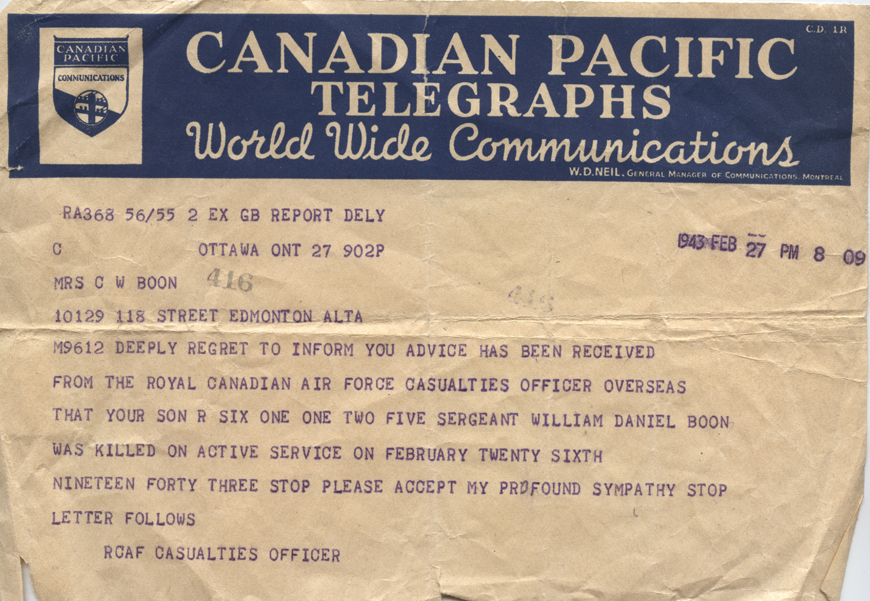 C.D. 1R
CANADIAN PACIFIC
COMMUNICATIONS
CANADIAN PACIFIC
TELEGRAPHS
World Wide Communications
W.D. NEIL, GENERAL MANAGER OF COMMUNICATIONS, MONTREAL
RA368 56/55 2 EX GB REPORT DELY
C OTTAWA ONT 27 902P
1943 FEB 27 PM 8 09
MRS C W BOON 416
416
10129 118 STREET EDMONTON ALTA
M9612 DEEPLY REGRET TO INFORM YOU ADVICE HAS BEEN RECEIVED
FROM THE ROYAL CANADIAN AIR FORCE CASUALTIES OFFICER OVERSEAS
THAT YOUR SON R SIX ONE ONE TWO FIVE SERGEANT WILLIAM DANIEL BOON
WAS KILLED ON ACTIVE SERVICE ON FEBRUARY TWENTY SIXTH
NINETEEN FORTY THREE STOP PLEASE ACCEPT MY PROFOUND SYMPATHY STOP
LETTER FOLLOWS
RCAF CASUALTIES OFFICER